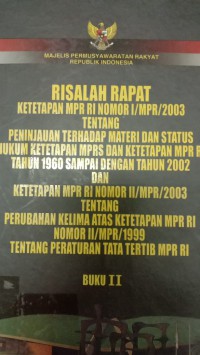 MAJELIS PERMUSYAWARATAN RAKYAT
REPUBLIK INDONESIA
RISALAH RAPAT
KETETAPAN MPR RI NOMOR I/MPR/2003
TENTANG
PENINJAUAN TERHADAP MATERI DAN STATUS
HUKUM KETETAPAN MPRS DAN KETETAPAN MPR R
TAHUN 1960 SAMPAI DENGAN TAHUN 2002
DAN
KETETAPAN MPR RI NOMOR II/MPR/2003
TENTANG
PERUBAHAN KELIMA ATAS KETETAPAN MPR RI
NOMOR II/MPR/1999
TENTANG PERATURAN TATA TERTIB MPR RI
BUKU II